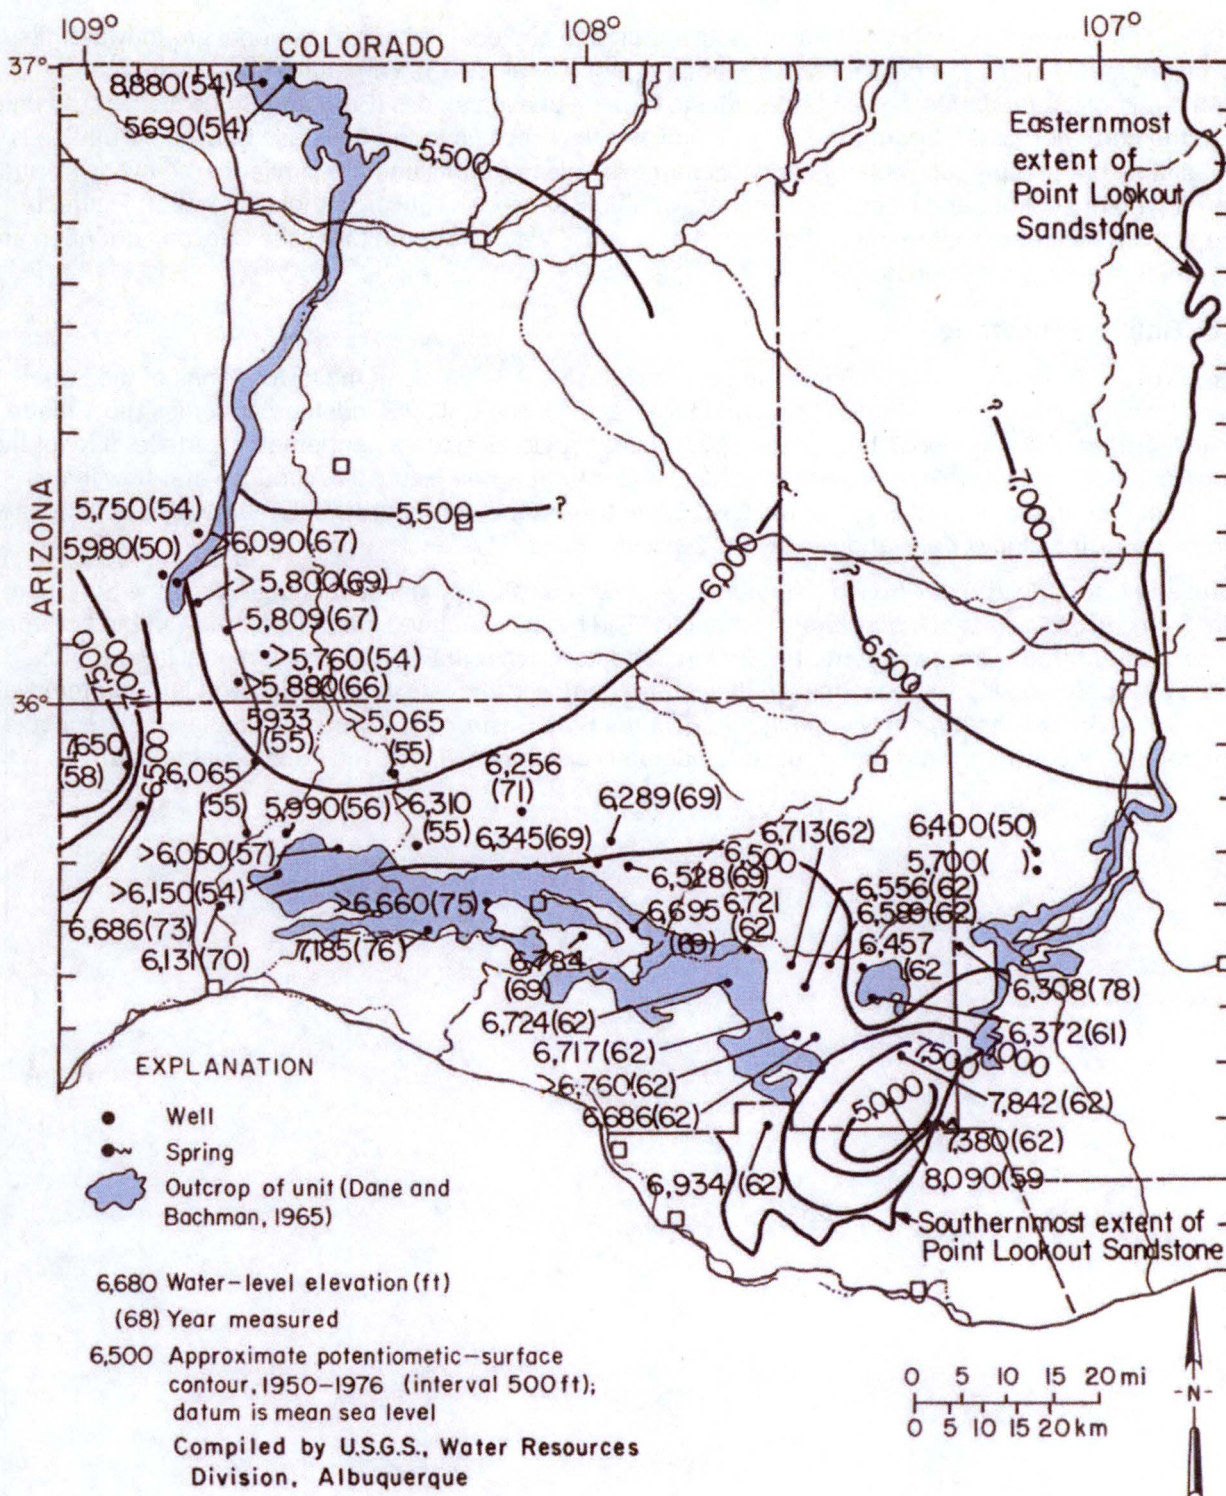 109° 108° 107°
37° COLORADO
8,880(54)
5690(54)
5,500
Easternmost
extent of
Point Lookout
Sandstane
ARIZONA
?
7,000
5,750(54)
5,500 ?
5,980(50) 6,090(67)
?
6,000
> 5,800(69)
?
5,809(67)
>5,760(54)
6,500
>5,880(66)
36° 5933 >5,065
(55) (55)
7,500
7,000
6,500
7,650
(58)
6,065
(55)
6,256
(71)
5,990(56) >6,310
(55)
6,289(69)
6,345(69)
6,713(62) 6,400(50)
5,700( )
>6,050(57)
6,500
6,528(69)
6,556(62)
6,589(62)
>6,150(54)
>6,660(75)
6,695
(69)
6,721
(62)
6,457
(62
6,686(73)
6,131(70)
7,185(76)
6,784
(69)
6,308(78)
6,724(62)
6,372(61)
6,717(62)
7,500 7,000
>6,760(62)
7,842(62)
5,000
6,686(62)
7,380(62)
6,934 (62)
8,090(59
Southernmost extent of
Point Lookout Sandstone
EXPLANATION
Well
Spring
Outcrop of unit (Dane and
Bachman, 1965)
6,680 Water-level elevation (ft)
(68) Year measured
6,500 Approximate potentiometic-surface
contour, 1950-1976 (interval 500 ft);
datum is mean sea level
Compiled by U.S.G.S., Water Resources
Division, Albuquerque
0 5 10 15 20 mi
0 5 10 15 20 km
-N-